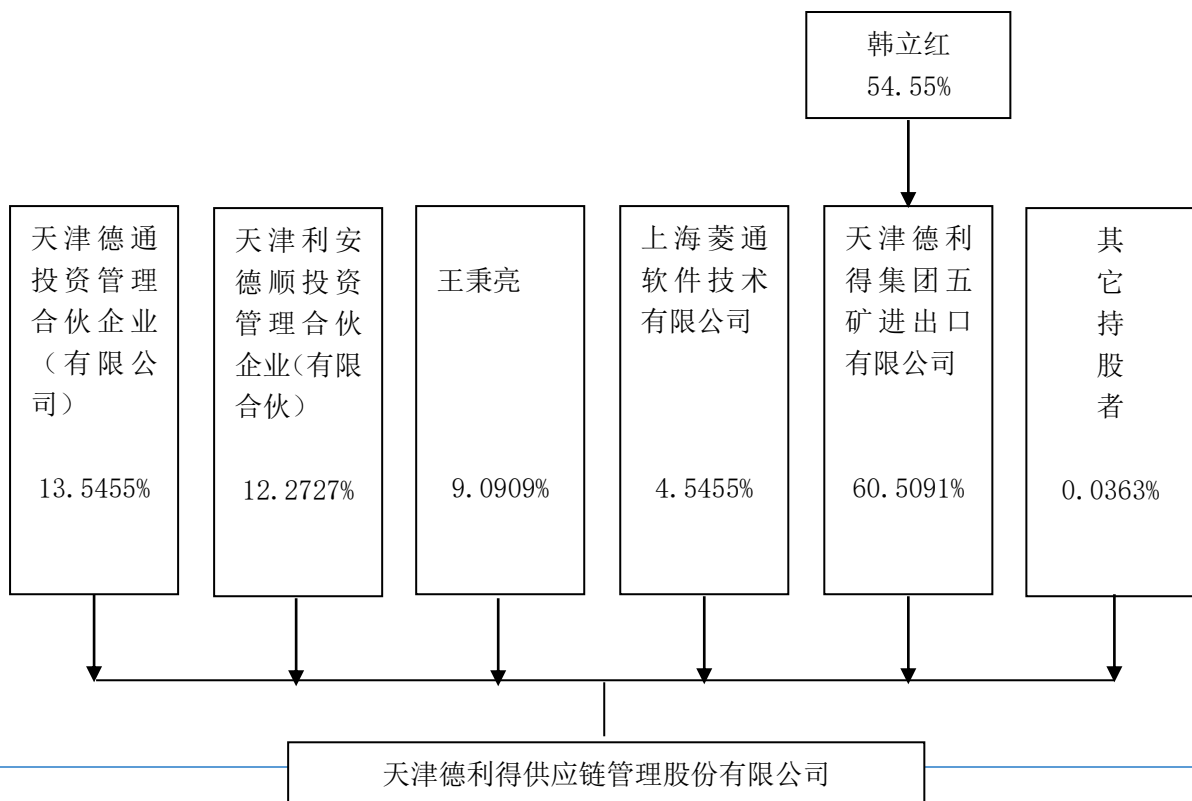 韩立红
54.55%
天津德通
投资管理
合伙企业
（有限公
司）
13.5455%
天津利安
德顺投资
管理合伙
企业(有限
合伙）
12.2727%
王秉亮
9.0909%
上海菱通
软件技术
有限公司
4.5455%
天津德利
得集团五
矿进出口
有限公司
60.5091%
其
它
持
股
者
0.0363%
天津德利得供应链管理股份有限公司